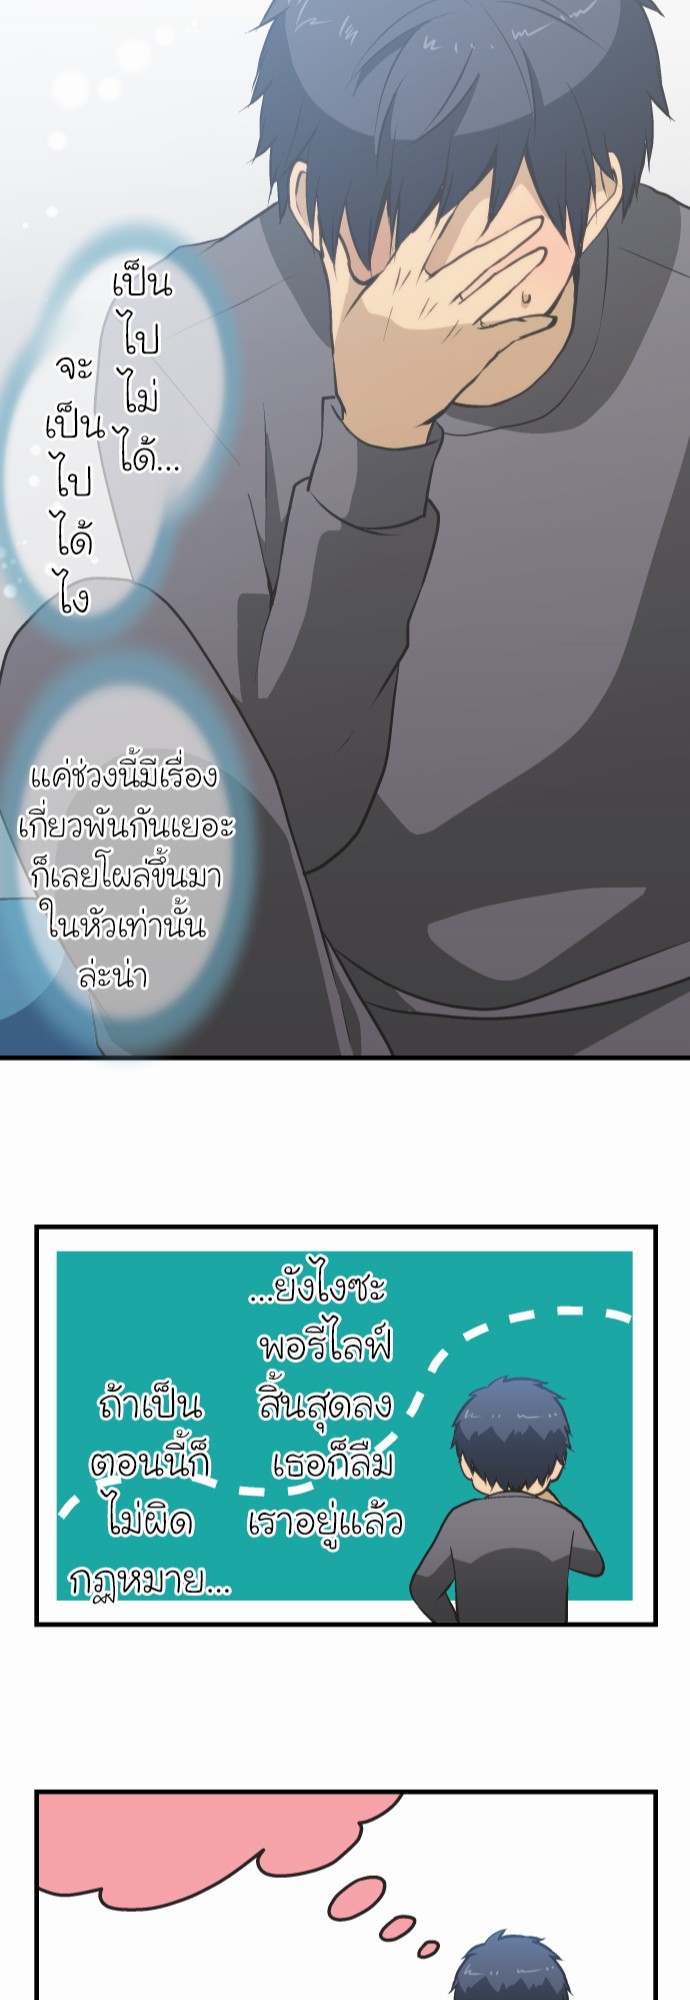 เป็น
ไป
ไม่
ได้...
จะ
เป็น
ไป
ได้
ไง
แค่ช่วงนี้มีเรื่อง
เกี่ยวพันกันเยอะ
ก็เลยโผล่ขึ้นมา
ในหัวเท่านั้น
ล่ะน่า
...ยังไงซะ
พอรีไลฟ์
สิ้นสุดลง
เธอก็ลืม
เราอยู่แล้ว
ถ้าเป็น
ตอนนี้ก็
ไม่ผิด
กฎหมาย...